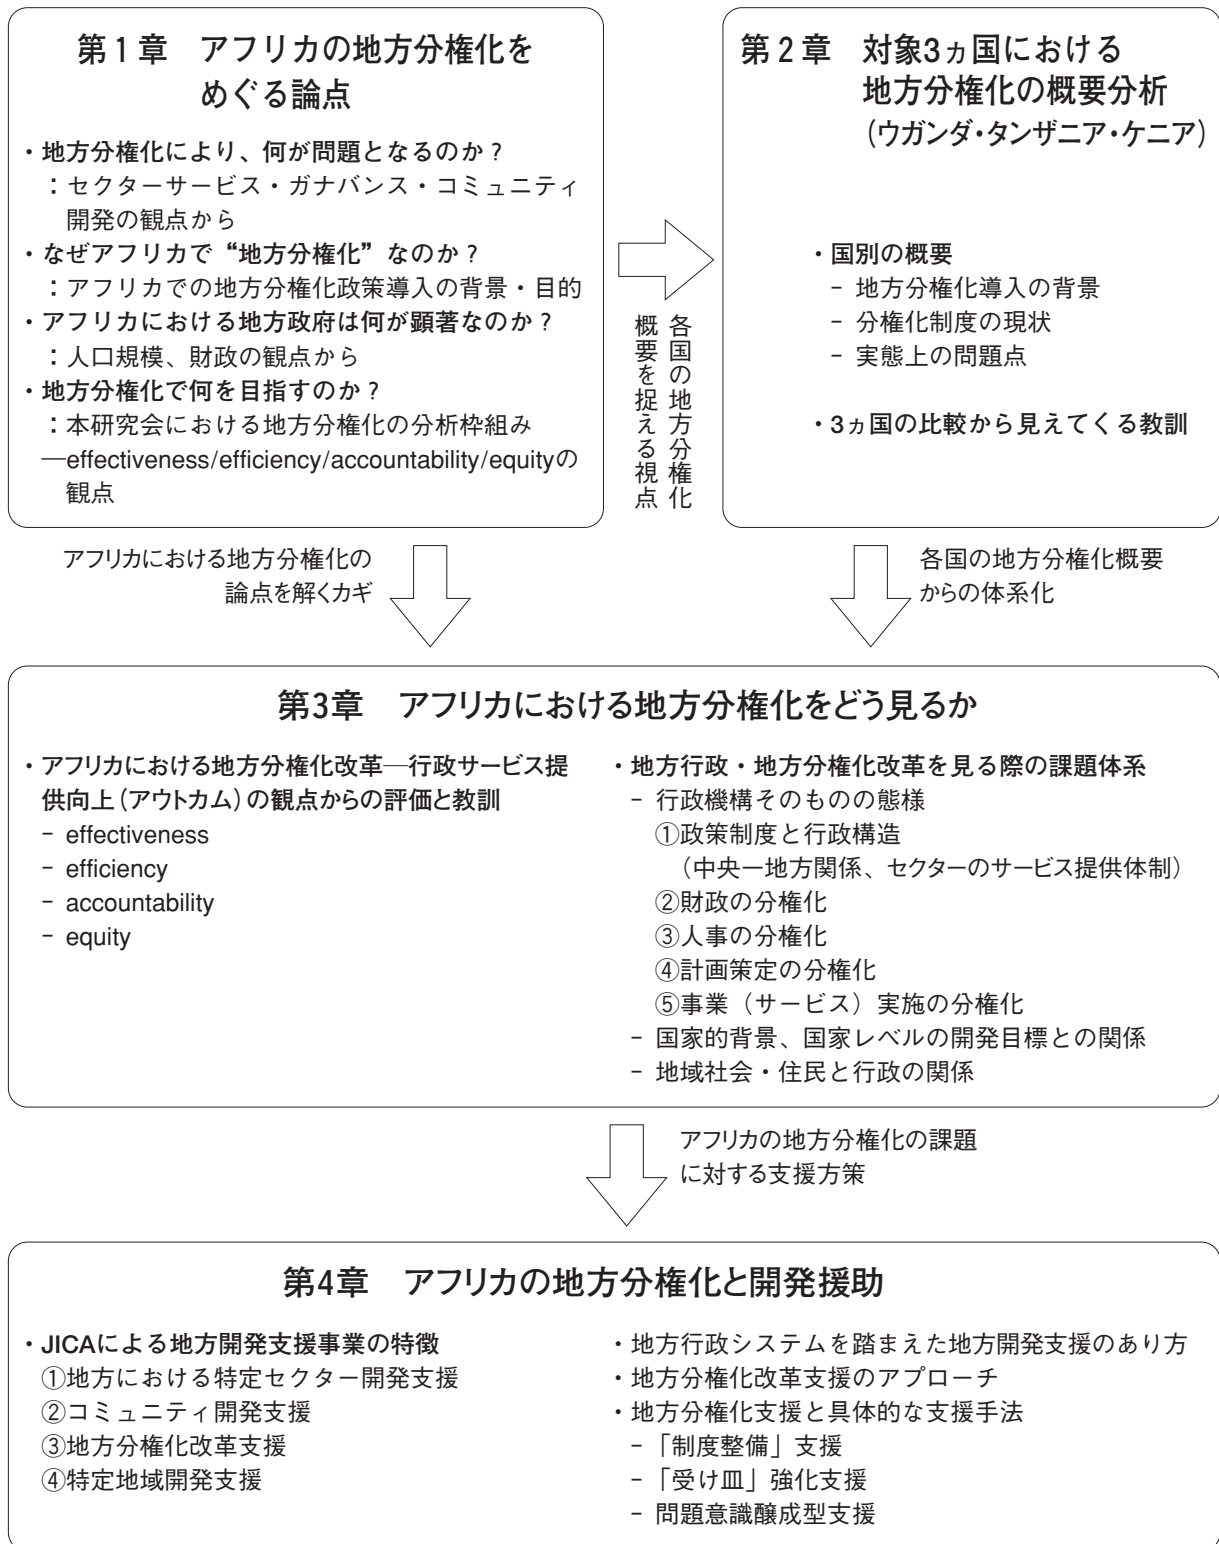 第1章　アフリカの地方分権化を
めぐる論点
・地方分権化により、何が問題となるのか?
：セクターサービス・ガナバンス・コミュニティ
開発の観点から
・なぜアフリカで“地方分権化”なのか?
：アフリカでの地方分権化政策導入の背景・目的
・アフリカにおける地方政府は何が顕著なのか?
：人口規模、財政の観点から
・地方分権化で何を目指すのか?
：本研究会における地方分権化の分析枠組み
―effectiveness/efficiency/accountability/equityの
観点
各国の地方分権化
概要を捉える視点
第2章　対象3ヵ国における
地方分権化の概要分析
(ウガンダ・タンザニア・ケニア)
・国別の概要
- 地方分権化導入の背景
- 分権化制度の現状
- 実態上の問題点
・3ヵ国の比較から見えてくる教訓
アフリカにおける地方分権化の
論点を解くカギ
各国の地方分権化概要
からの体系化
第3章　アフリカにおける地方分権化をどう見るか
・アフリカにおける地方分権化改革―行政サービス提
供向上(アウトカム)の観点からの評価と教訓
- effectiveness
- efficiency
- accountability
- equity
・地方行政・地方分権化改革を見る際の課題体系
- 行政機構そのものの態様
①政策制度と行政構造
（中央ー地方関係、セクターのサービス提供体制）
②財政の分権化
③人事の分権化
④計画策定の分権化
⑤事業（サービス）実施の分権化
- 国家的背景、国家レベルの開発目標との関係
- 地域社会・住民と行政の関係
アフリカの地方分権化の課題
に対する支援方策
第4章　アフリカの地方分権化と開発援助
・JICAによる地方開発支援事業の特徴
①地方における特定セクター開発支援
②コミュニティ開発支援
③地方分権化改革支援
④特定地域開発支援
・地方行政システムを踏まえた地方開発支援のあり方
・地方分権化改革支援のアプローチ
・地方分権化支援と具体的な支援手法
- 「制度整備」支援
- 「受け皿」強化支援
- 問題意識醸成型支援